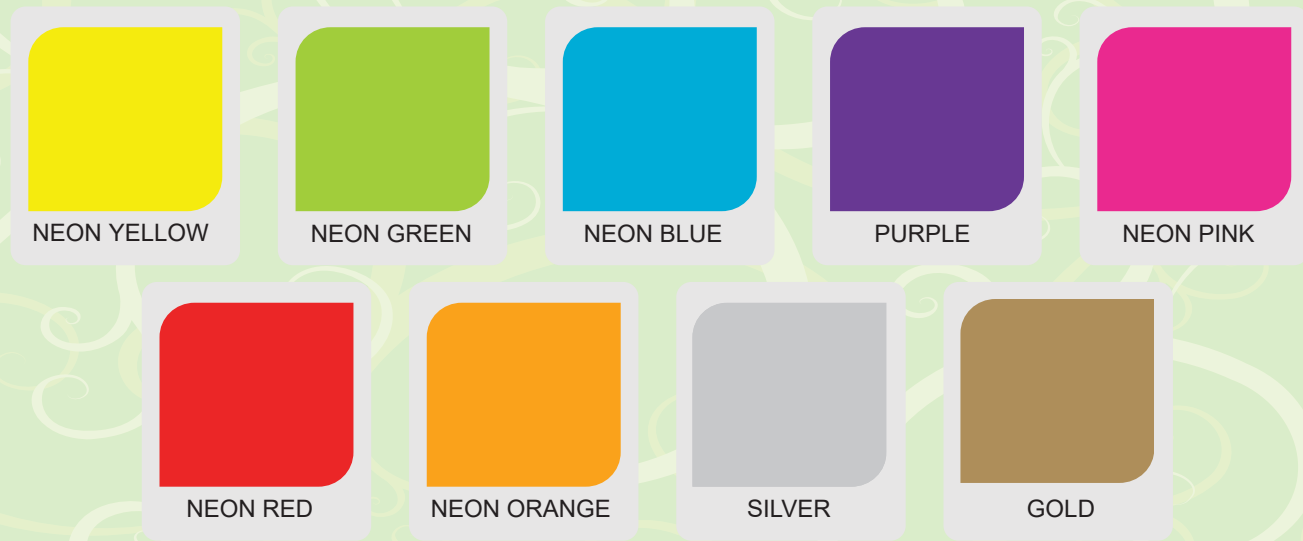 NEON YELLOW
NEON GREEN
NEON BLUE
PURPLE
NEON PINK
NEON RED
NEON ORANGE
SILVER
GOLD